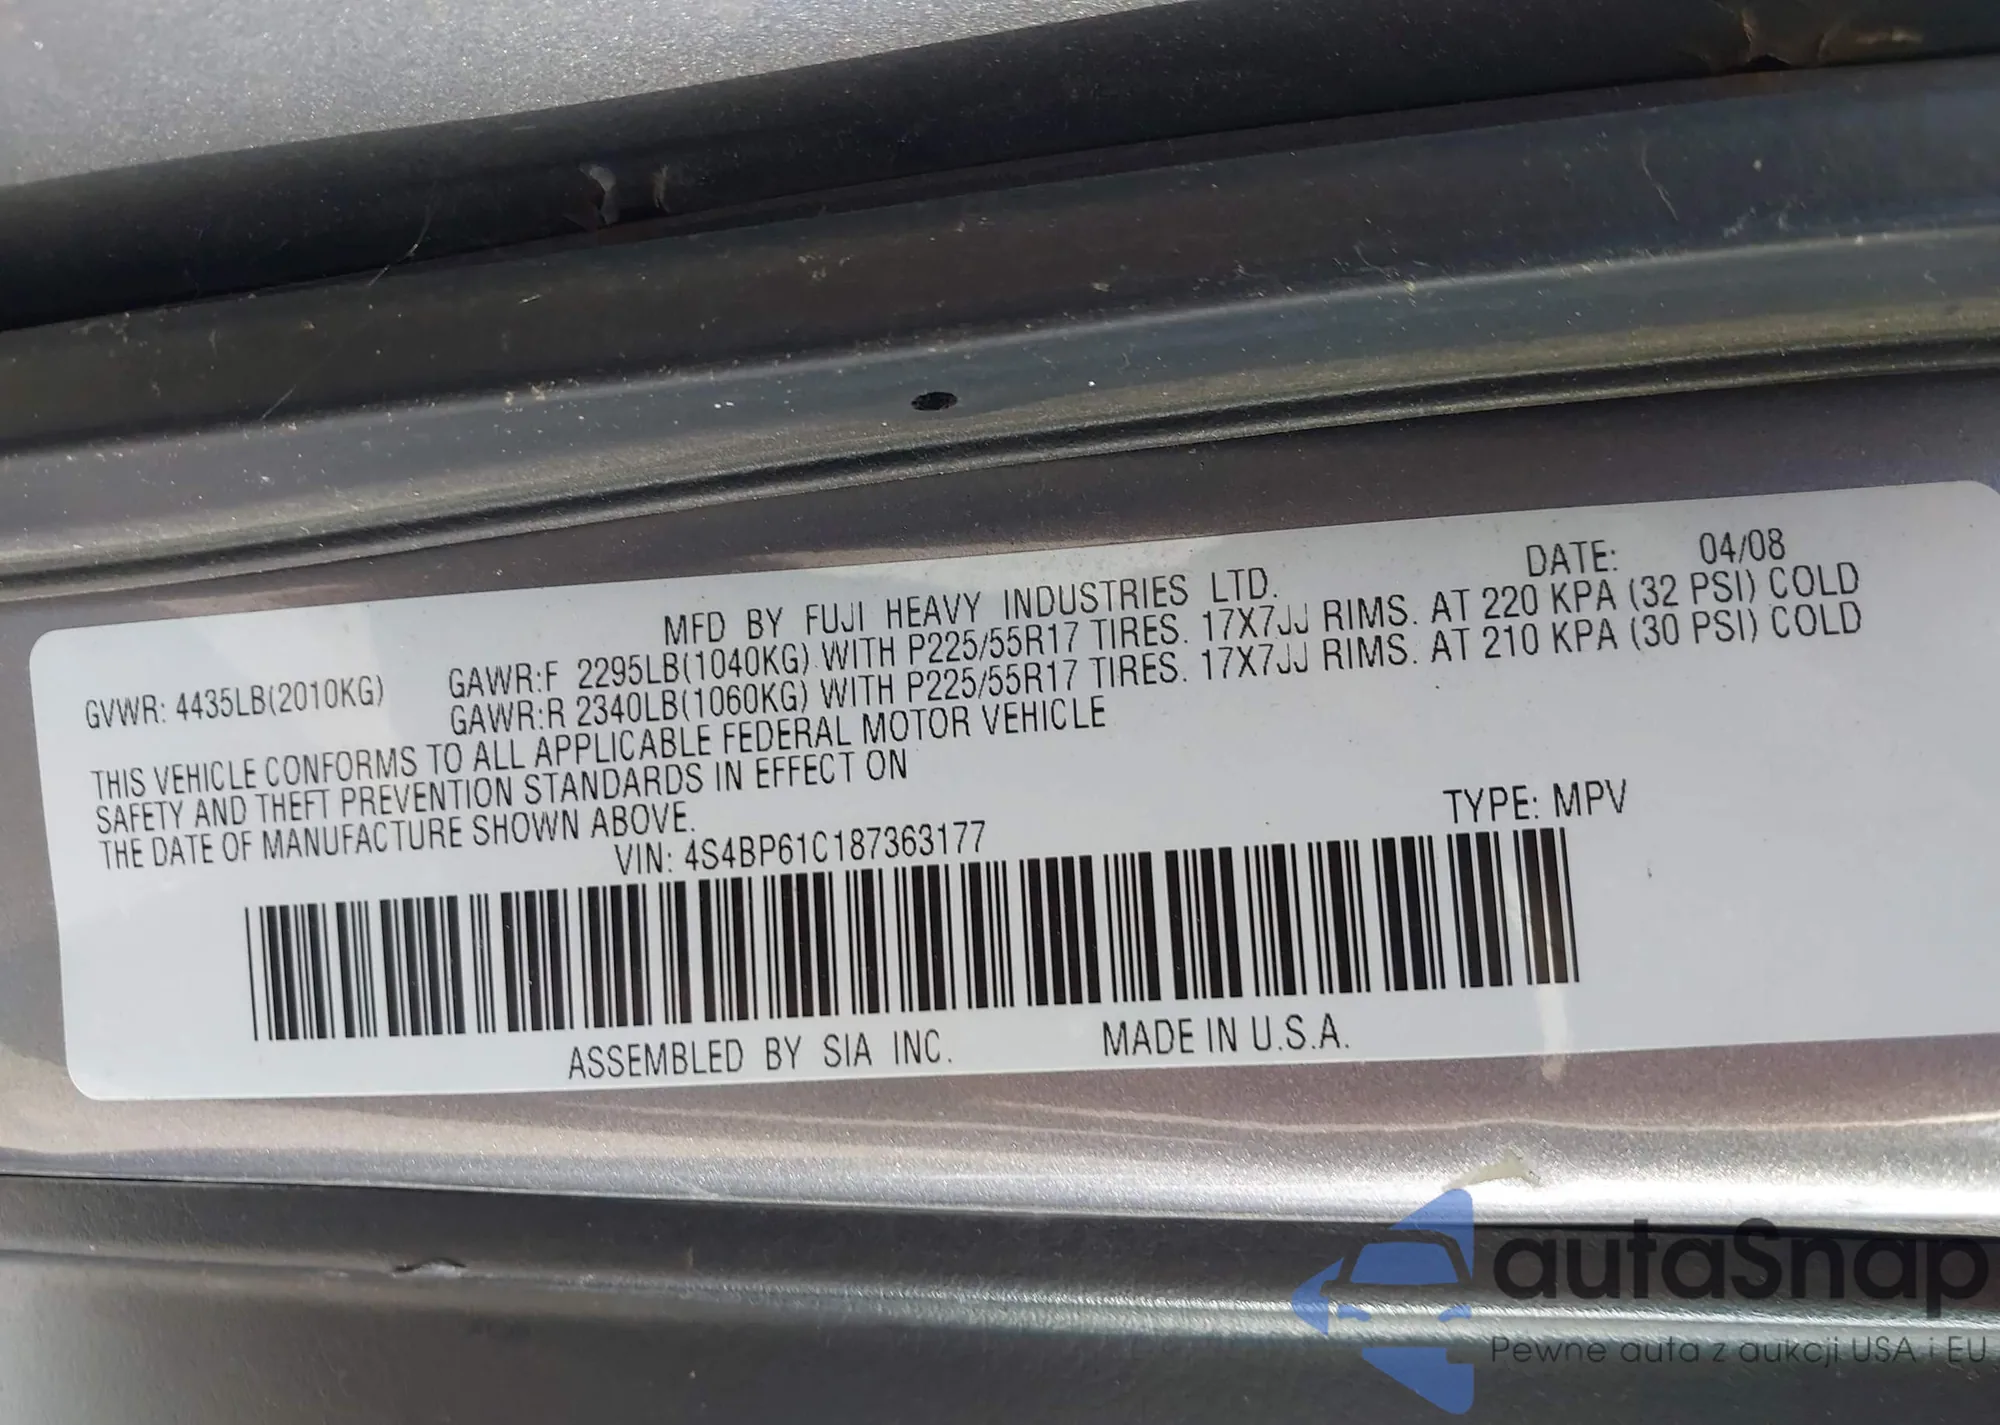 MFD BY FUJI HEAVY INDUSTRIES LTD. DATE: 04/08
GVWR: 4435LB(2010KG) GAWR:F 2295LB(1040KG) WITH P225/55R17 TIRES. 17X7JJ RIMS. AT 220 KPA (32 PSI) COLD
GAWR:R 2340LB(1060KG) WITH P225/55R17 TIRES. 17X7JJ RIMS. AT 210 KPA (30 PSI) COLD
THIS VEHICLE CONFORMS TO ALL APPLICABLE FEDERAL MOTOR VEHICLE
SAFETY AND THEFT PREVENTION STANDARDS IN EFFECT ON
THE DATE OF MANUFACTURE SHOWN ABOVE.
VIN: 4S4BP61C187363177 TYPE: MPV
ASSEMBLED BY SIA INC. MADE IN U.S.A.
autaSnap
Pewne auta z aukcji USA i EU